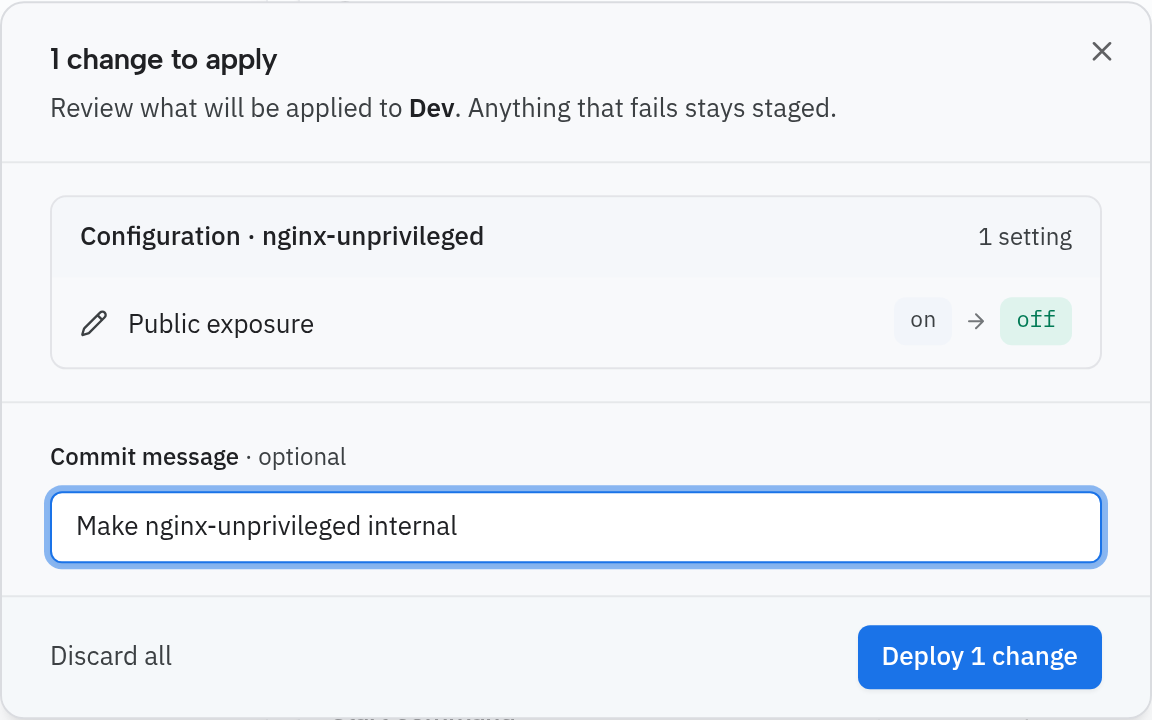 1 change to apply
Review what will be applied to Dev. Anything that fails stays staged.
Configuration · nginx-unprivileged
1 setting
Public exposure
on → off
Commit message · optional
Make nginx-unprivileged internal
Discard all
Deploy 1 change